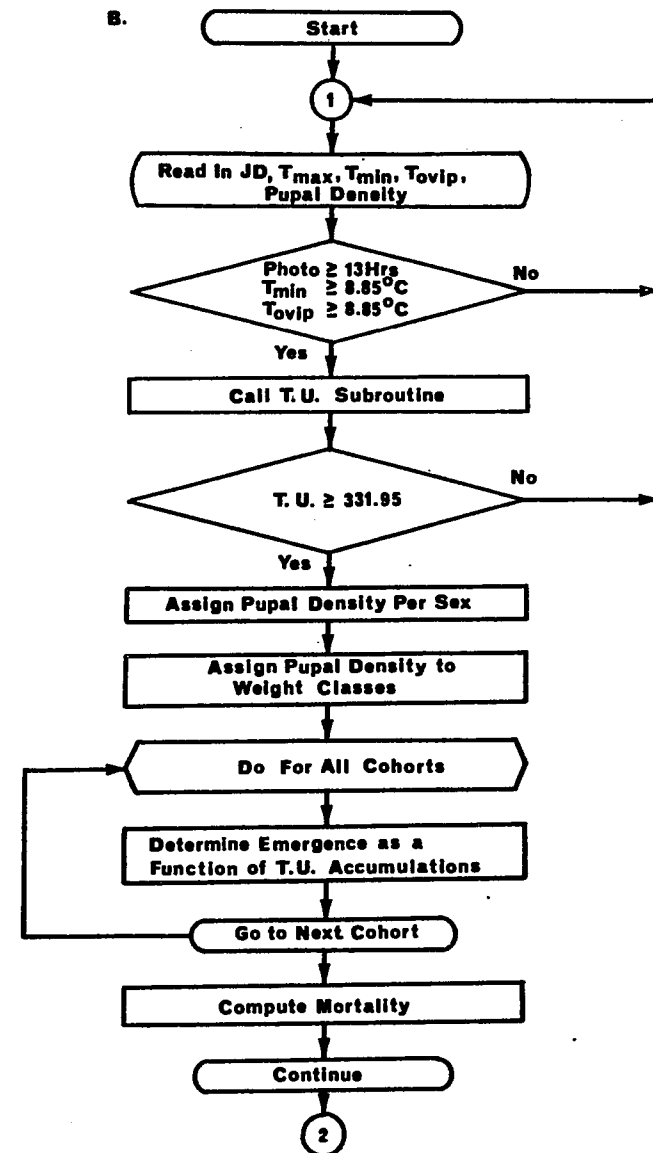 B.
Start
1
Read in JD, Tmax, Tmin, Tovip,
Pupal Deneity
Photo ≧ 13Hrs
No
Tmin ≧ 8.85°C
Tovip ≧ 8.85°C
Yes
Call T.U. Subroutine
No
T.U. ≥ 331.95
Yes
Assign Pupal Density Per Sex
Assign Pupal Density to
Weight Classes
Do For All Cohorts
Determine Emergence as a
Function of T.U. Accumulations
Go to Next Cohort
Compute Mortality
Continue
2